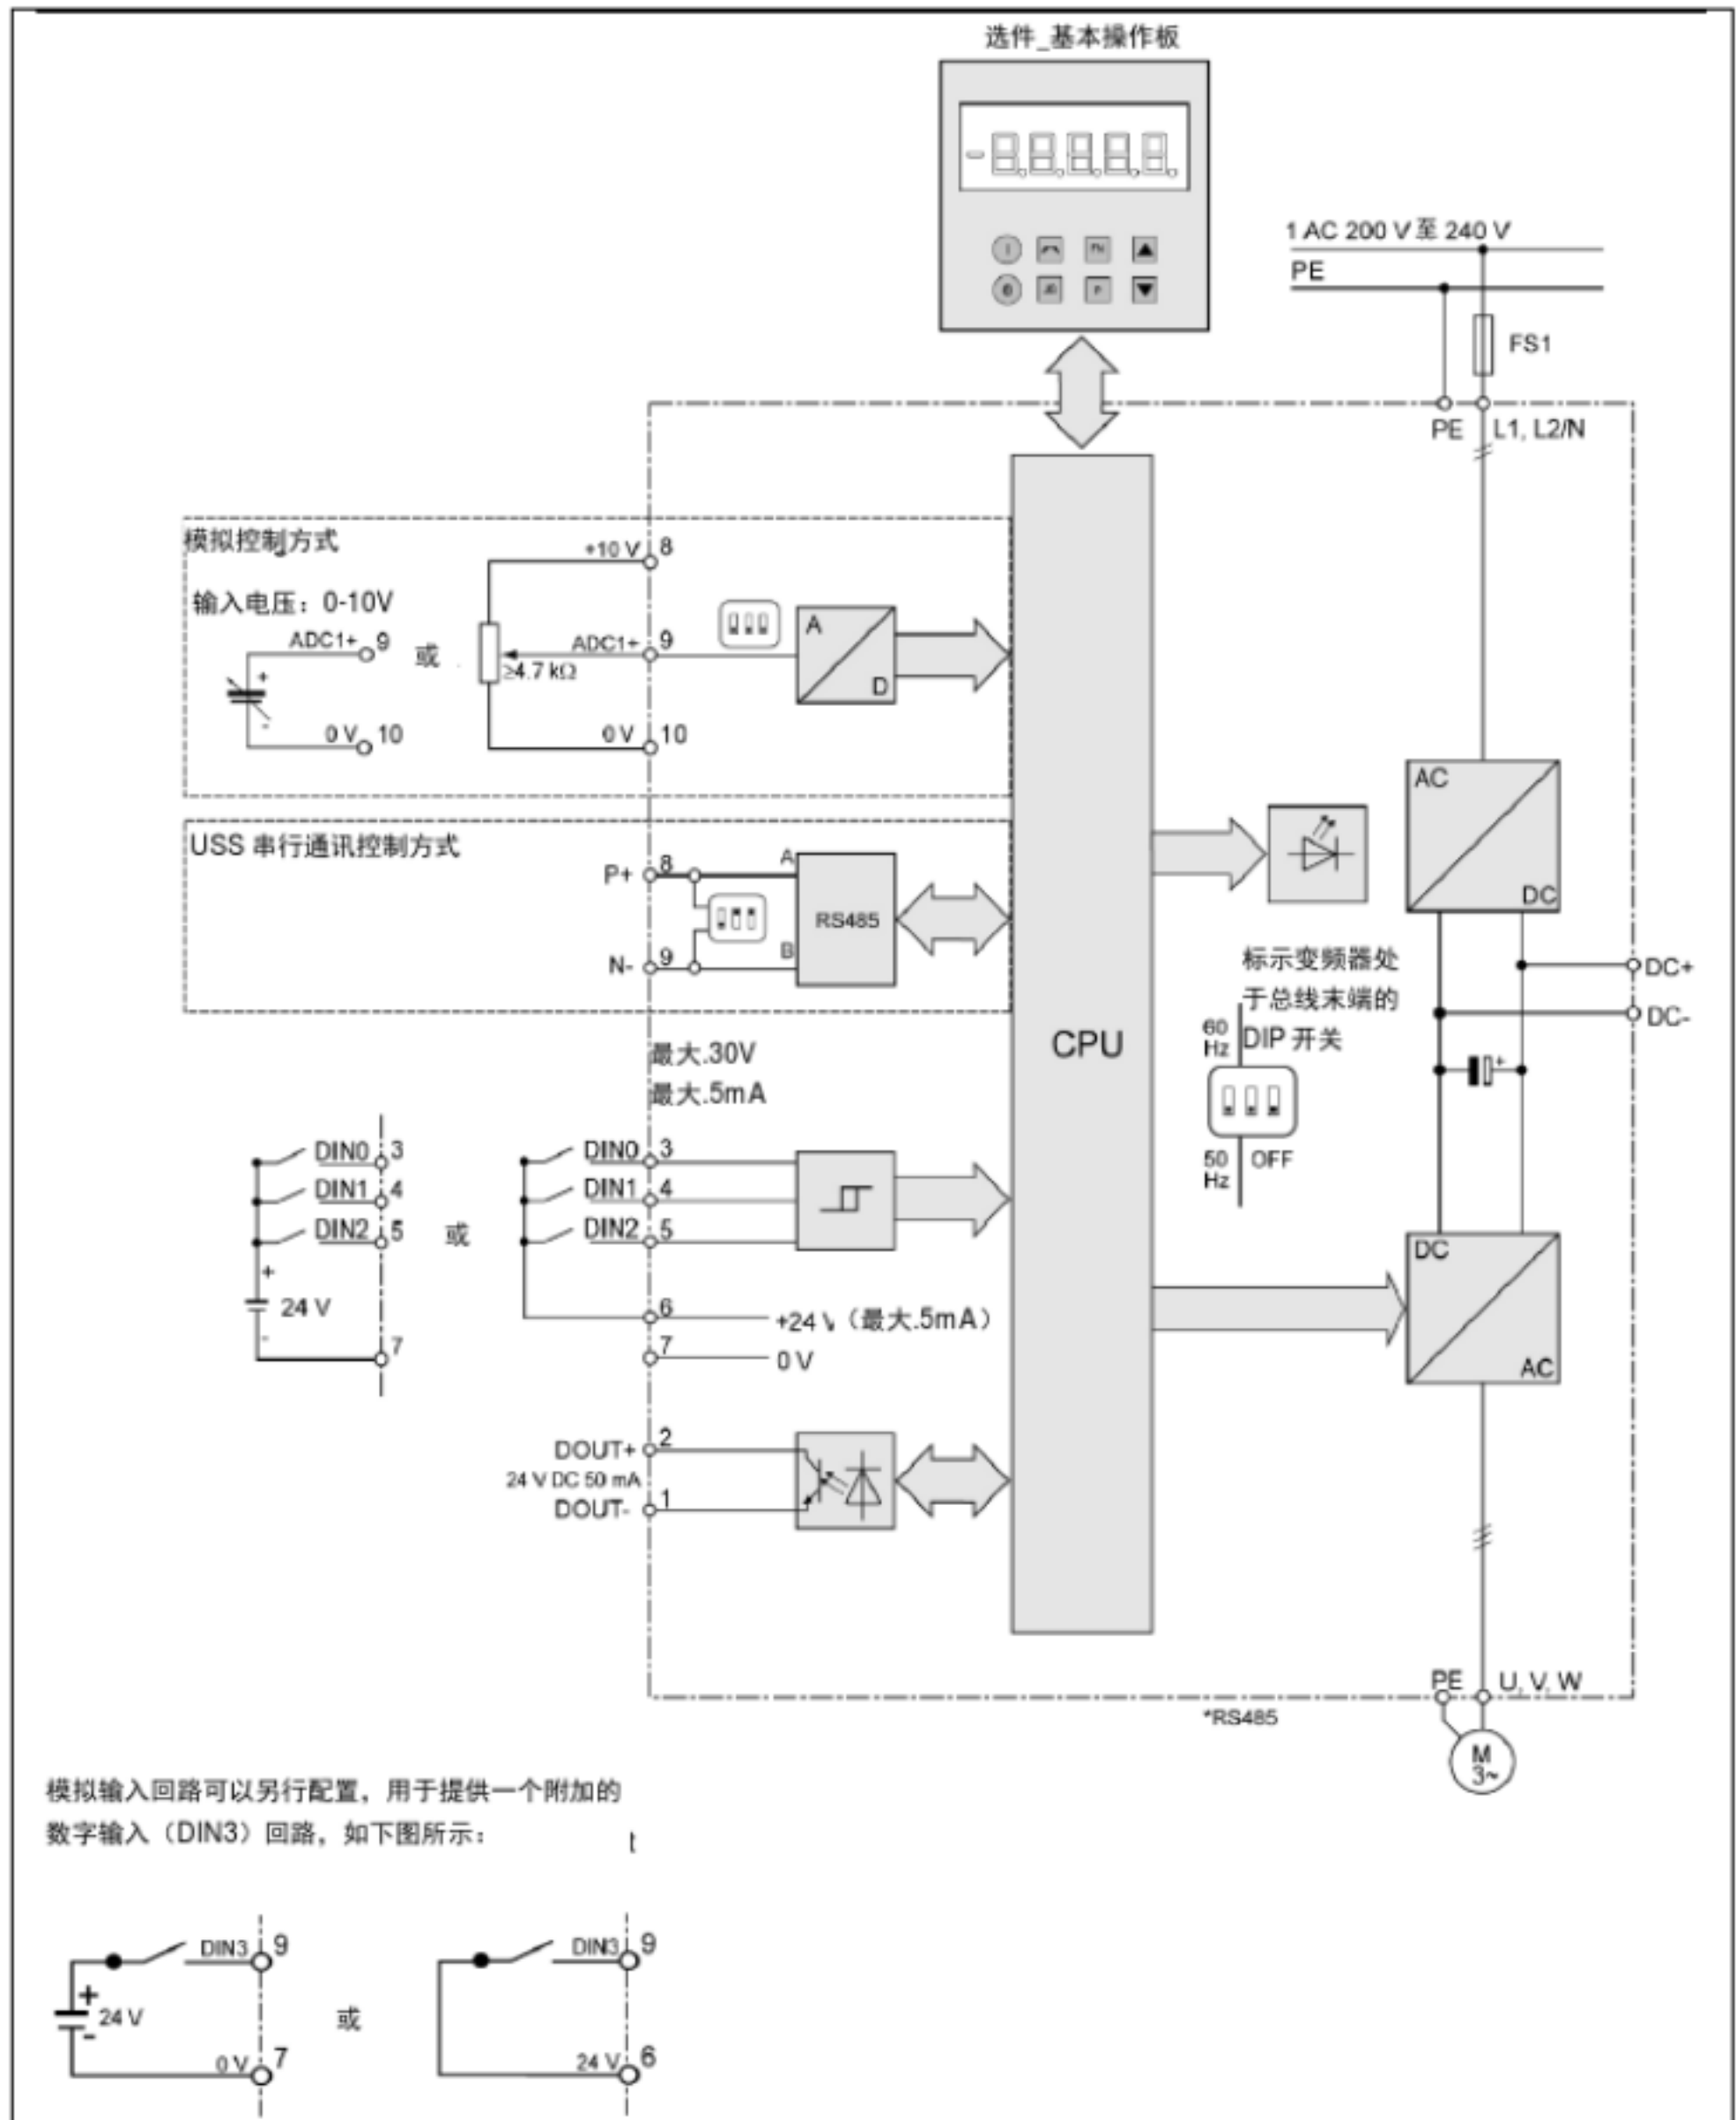 选件_基本操作板
1 AC 200 V 至 240 V
PE
FS1
PE L1, L2/N
模拟控制方式
输入电压：0-10V
ADC1+ 9
+
-
0 V 10
或
+10 V 8
ADC1+ 9
≥4.7 kΩ
0 V 10
A
D
USS 串行通讯控制方式
P+ 8 A
RS485
N- 9 B
CPU
AC
DC
标示变频器处
于总线末端的
DIP 开关
60
Hz
50
Hz
OFF
DC+
DC-
+
最大.30V
最大.5mA
DIN0 3
DIN1 4
DIN2 5
+
24 V
-
7
或
DIN0 3
DIN1 4
DIN2 5
6 +24 V（最大.5mA）
7 0 V
DC
AC
DOUT+ 2
24 V DC 50 mA
DOUT- 1
PE U, V, W
*RS485
M
3~
模拟输入回路可以另行配置，用于提供一个附加的
数字输入（DIN3）回路，如下图所示：
t
DIN3 9
+
24 V
-
0 V 7
或
DIN3 9
24 V 6